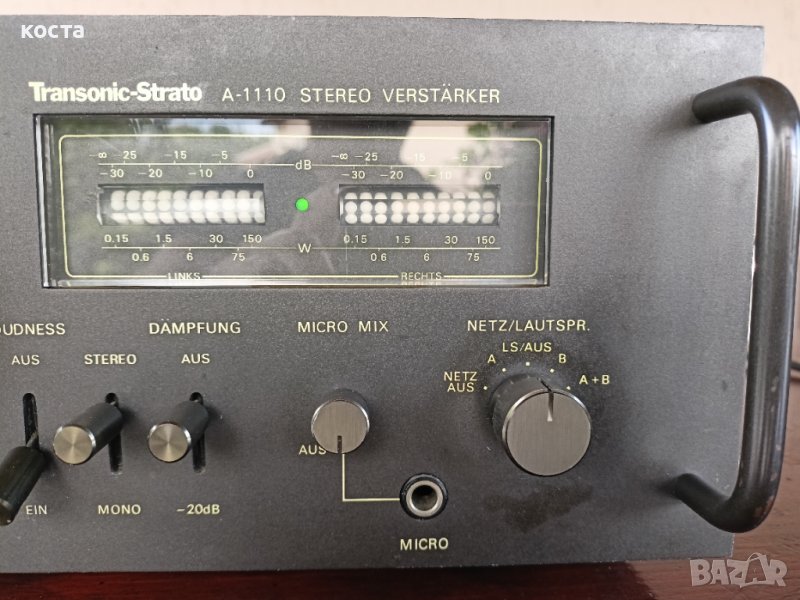 коста
Transonic-Strato A-1110 STEREO VERSTÄRKER
-∞ -25 -15 -5 dB -∞ -25 -15 -5
-30 -20 -10 0 -30 -20 -10 0
0.15 1.5 30 150 W 0.15 1.5 30 150
0.6 6 75 0.6 6 75
LINKS RECHTS
OUDNESS DÄMPFUNG MICRO MIX NETZ/LAUTSPR.
AUS STEREO AUS
LS/AUS
A B
NETZ AUS
A+B
AUS
EIN MONO -20dB
MICRO
BAZAR